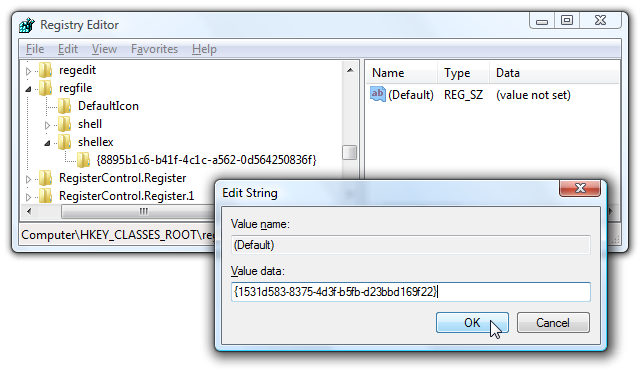 Registry Editor
File Edit View Favorites Help
regedit
regfile
DefaultIcon
shell
shellex
{8895b1c6-b41f-4c1c-a562-0d564250836f}
RegisterControl.Register
RegisterControl.Register.1
Name Type Data
ab (Default) REG_SZ (value not set)
Computer\HKEY_CLASSES_ROOT\reg
Edit String
Value name:
(Default)
Value data:
{1531d583-8375-4d3f-b5fb-d23bbd169f22}
OK Cancel